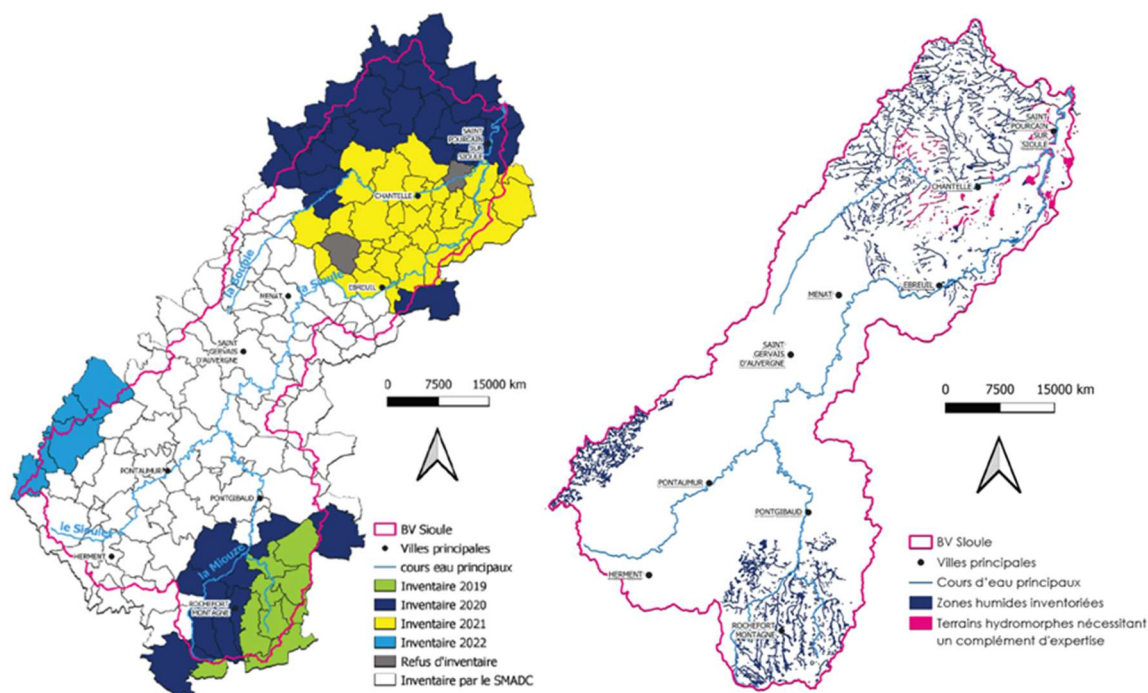 SAINT
POURCAIN
SUR
SIOULE
CHANTELLE
la Bouble
la Sioule
EBREUIL
MENAT
SAINT
GERVAIS
D'AUVERGNE
0 7500 15000 km
PONTAUMUR
PONTGIBAUD
le Sioulet
HERMENT
la Miouze
ROCHEFORT
MONTAGNE
BV Sioule
Villes principales
cours eau principaux
Inventaire 2019
Inventaire 2020
Inventaire 2021
Inventaire 2022
Refus d'inventaire
Inventaire par le SMADC
SAINT
POURCAIN
SUR
SIOULE
CHANTELLE
EBREUIL
MENAT
SAINT
GERVAIS
D'AUVERGNE
0 7500 15000 km
PONTAUMUR
PONTGIBAUD
HERMENT
ROCHEFORT
MONTAGNE
BV Sioule
Villes principales
Cours d'eau principaux
Zones humides inventoriées
Terrains hydromorphes nécessitant
un complément d'expertise